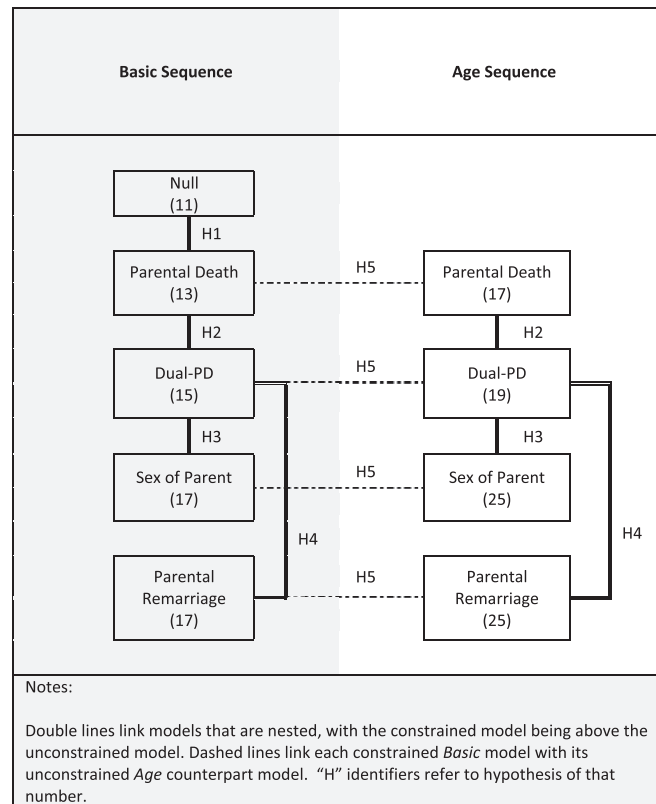 Basic Sequence
Age Sequence
Null
(11)
H1
Parental Death
(13)
H5
Parental Death
(17)
H2
H2
Dual-PD
(15)
H5
Dual-PD
(19)
H3
H3
Sex of Parent
(17)
H5
Sex of Parent
(25)
H4
H4
Parental
Remarriage
(17)
H5
Parental
Remarriage
(25)
Notes:
Double lines link models that are nested, with the constrained model being above the
unconstrained model. Dashed lines link each constrained Basic model with its
unconstrained Age counterpart model. “H” identifiers refer to hypothesis of that
number.